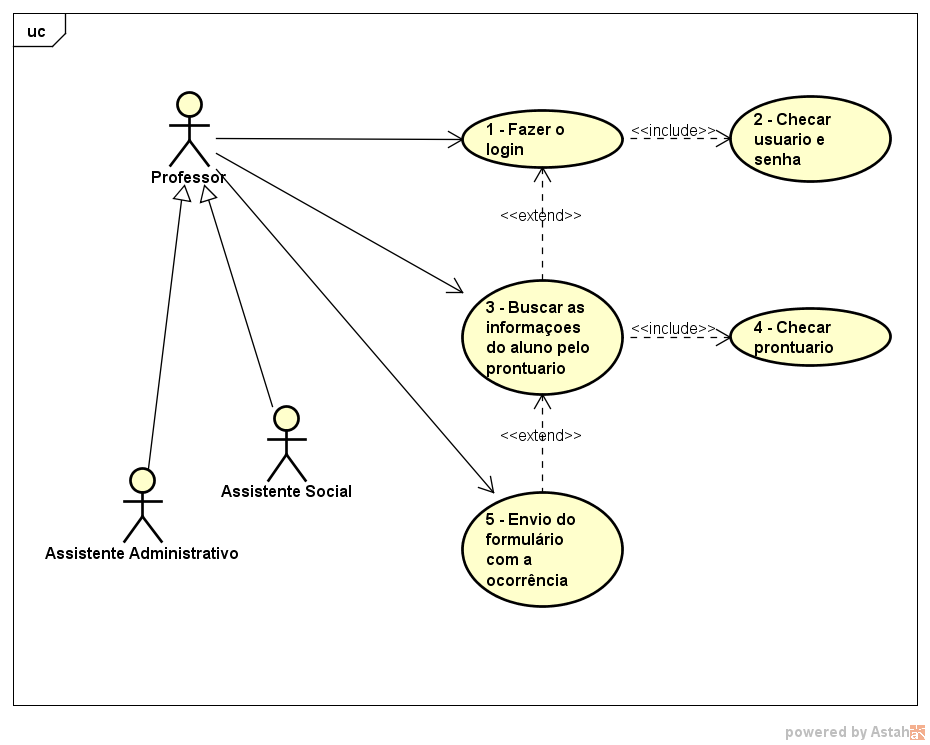 uc
1 - Fazer o
login
<<include>>
2 - Checar
usuario e
senha
Professor
<<extend>>
3 - Buscar as
informaçoes
do aluno pelo
prontuario
<<include>>
4 - Checar
prontuario
<<extend>>
Assistente Social
Assistente Administrativo
5 - Envio do
formulário
com a
ocorrência
powered by Astah